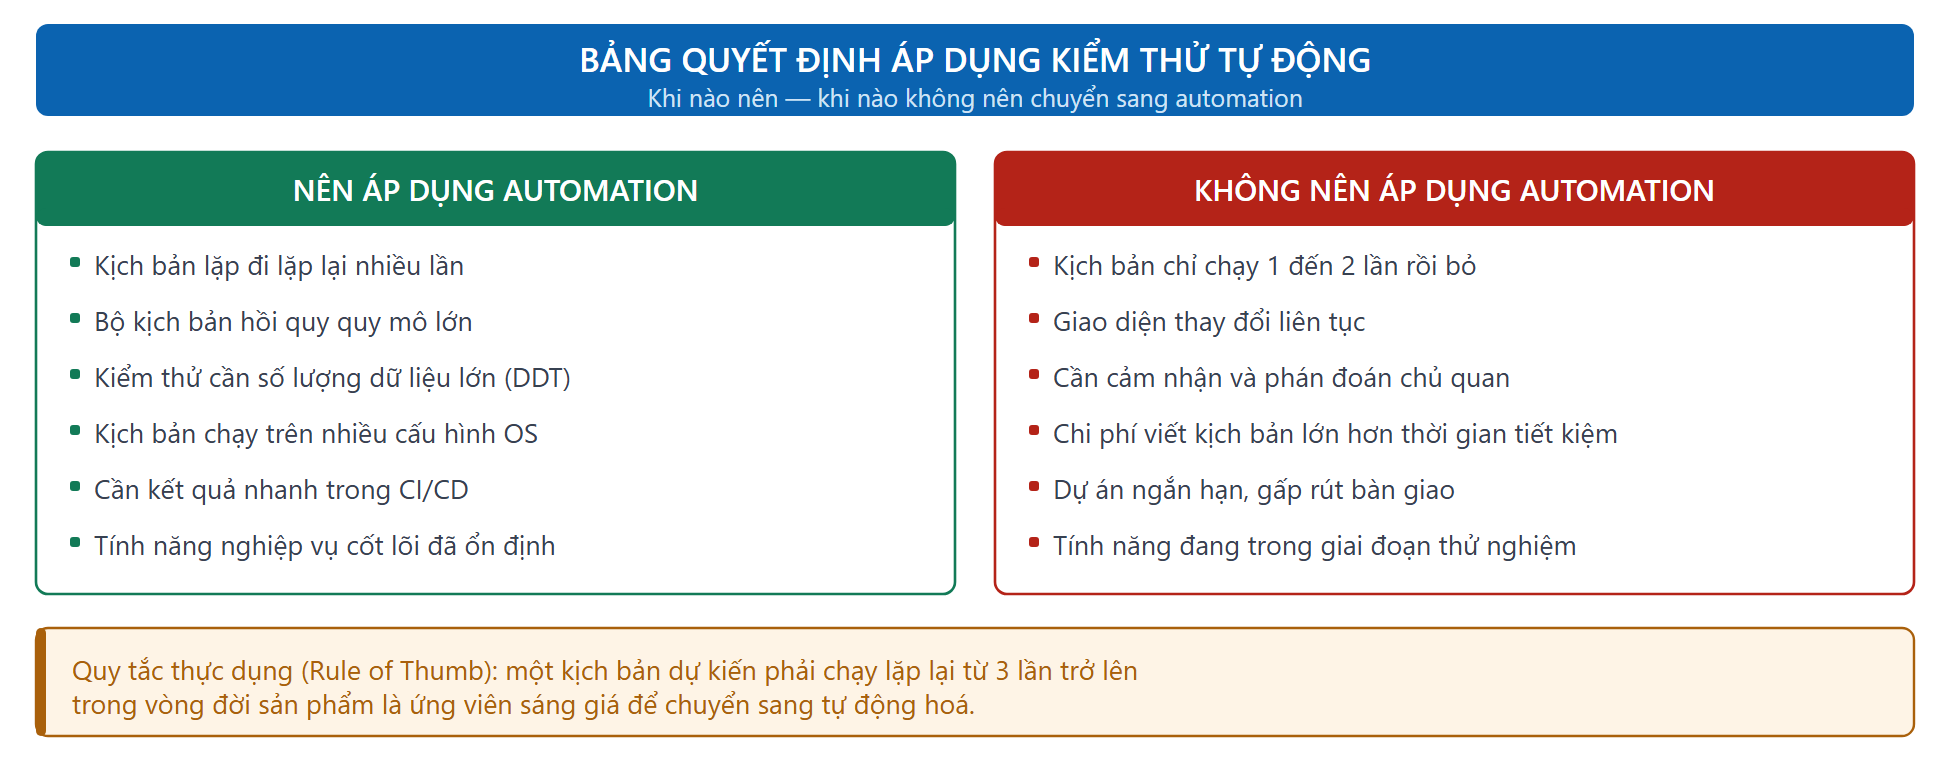 BẢNG QUYẾT ĐỊNH ÁP DỤNG KIỂM THỬ TỰ ĐỘNG
Khi nào nên — khi nào không nên chuyển sang automation
NÊN ÁP DỤNG AUTOMATION
Kịch bản lặp đi lặp lại nhiều lần
Bộ kịch bản hồi quy quy mô lớn
Kiểm thử cần số lượng dữ liệu lớn (DDT)
Kịch bản chạy trên nhiều cấu hình OS
Cần kết quả nhanh trong CI/CD
Tính năng nghiệp vụ cốt lõi đã ổn định
KHÔNG NÊN ÁP DỤNG AUTOMATION
Kịch bản chỉ chạy 1 đến 2 lần rồi bỏ
Giao diện thay đổi liên tục
Cần cảm nhận và phán đoán chủ quan
Chi phí viết kịch bản lớn hơn thời gian tiết kiệm
Dự án ngắn hạn, gấp rút bàn giao
Tính năng đang trong giai đoạn thử nghiệm
Quy tắc thực dụng (Rule of Thumb): một kịch bản dự kiến phải chạy lặp lại từ 3 lần trở lên
trong vòng đời sản phẩm là ứng viên sáng giá để chuyển sang tự động hoá.